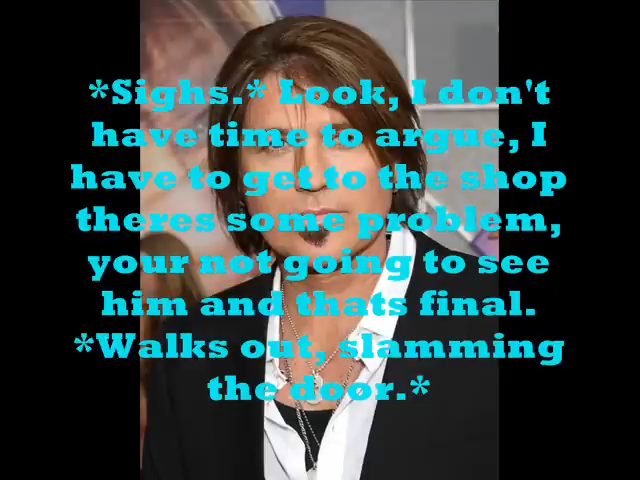 *Sighs.* Look, I don't
have time to argue, I
have to get to the shop
theres some problem,
your not going to see
him and thats final.
*Walks out, slamming
the door.*